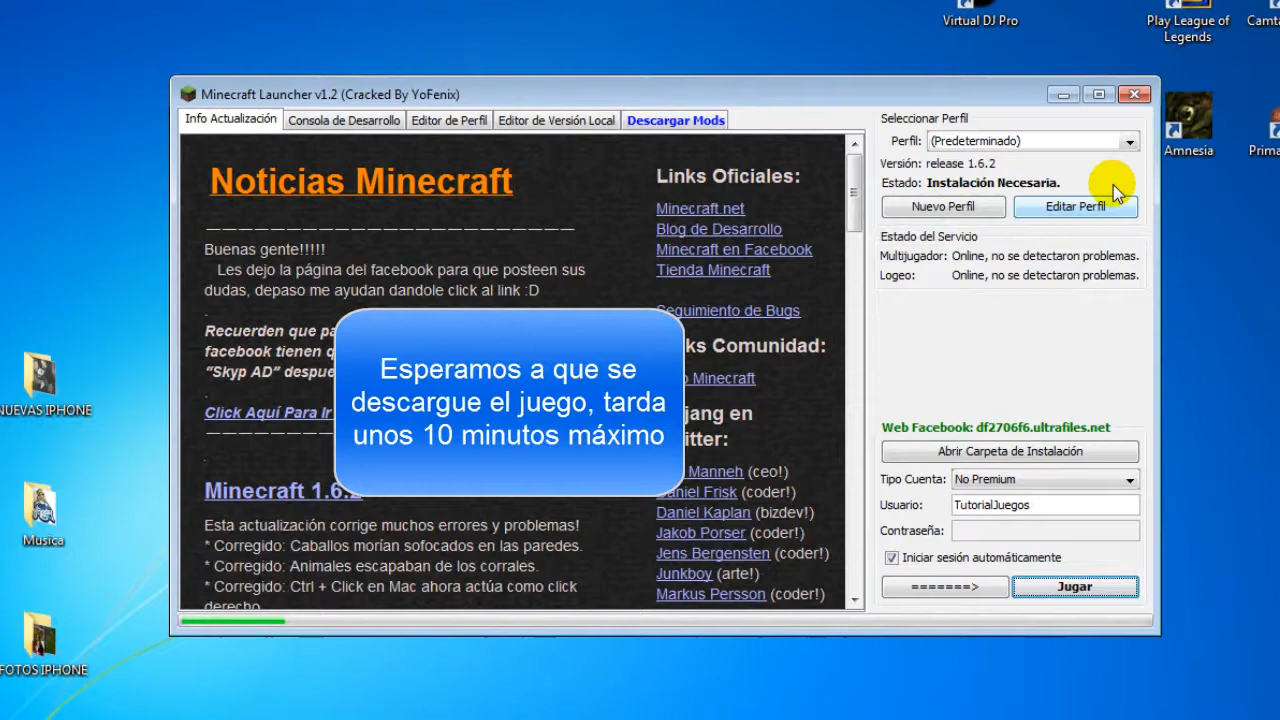 Virtual DJ Pro
Play League of
Legends
Amnesia
NUEVAS IPHONE
Musica
FOTOS IPHONE
Minecraft Launcher v1.2 (Cracked By YoFenix)
Info Actualización
Consola de Desarrollo
Editor de Perfil
Editor de Versión Local
Descargar Mods
Noticias Minecraft
Buenas gente!!!!!
Les dejo la página del facebook para que posteen sus
dudas, depaso me ayudan dandole click al link :D
Recuerden que
facebook tienen
"Skyp AD"
Click Aquí Para Ir
Minecraft 1.6.2
Esta actualización corrige muchos errores y problemas!
* Corregido: Caballos morían sofocados en las paredes.
* Corregido: Animales escapaban de los corrales.
* Corregido: Ctrl + Click en Mac ahora actúa como click
derecho.
Links Oficiales:
Minecraft.net
Blog de Desarrollo
Minecraft en Facebook
Tienda Minecraft
Seguimiento de Bugs
Comunidad:
Minecraft
en
Manneh (ceo!)
Daniel Frisk (coder!)
Daniel Kaplan (bizdev!)
Jakob Porser (coder!)
Jens Bergensten (coder!)
Junkboy (arte!)
Markus Persson (coder!)
Esperamos a que se
descargue el juego, tarda
unos 10 minutos máximo
Seleccionar Perfil
Perfil: (Predeterminado)
Versión: release 1.6.2
Estado: Instalación Necesaria.
Nuevo Perfil
Editar Perfil
Estado del Servicio
Multijugador: Online, no se detectaron problemas.
Logeo: Online, no se detectaron problemas.
Web Facebook: df2706f6.ultrafiles.net
Abrir Carpeta de Instalación
Tipo Cuenta: No Premium
Usuario: TutorialJuegos
Contraseña:
Iniciar sesión automáticamente
=======>
Jugar